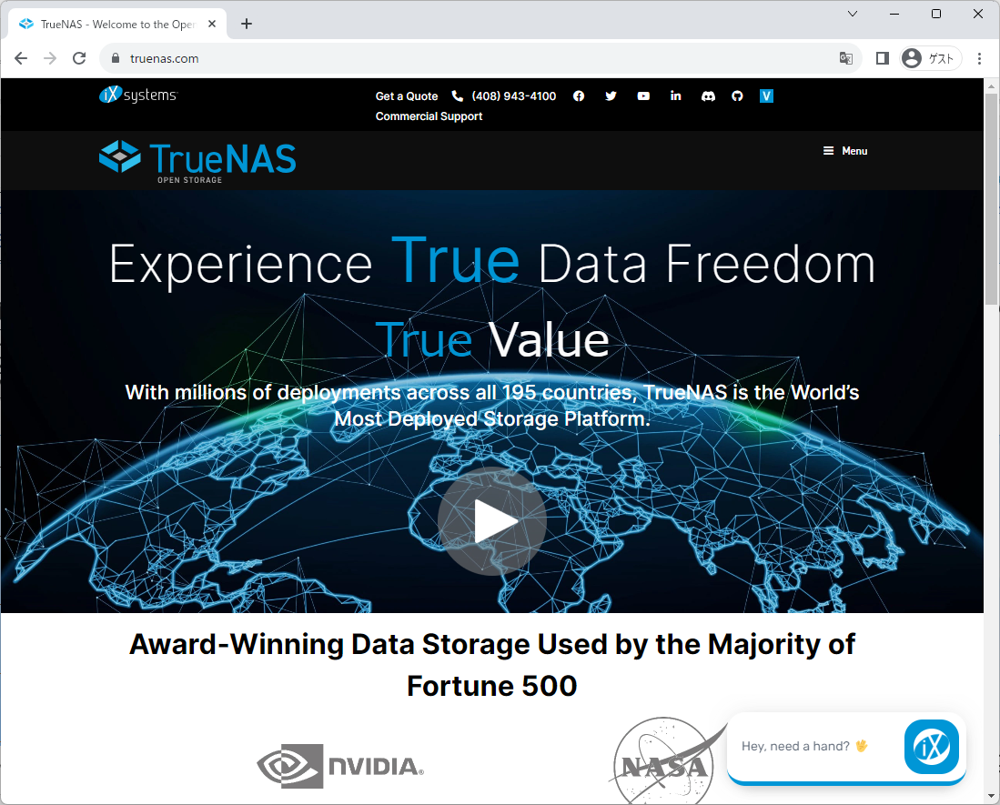 TrueNAS - Welcome to the Open
truenas.com
ゲスト
iX systems
Get a Quote
(408) 943-4100
V
Commercial Support
TrueNAS
OPEN STORAGE
Menu
Experience True Data Freedom
True Value
With millions of deployments across all 195 countries, TrueNAS is the World's
Most Deployed Storage Platform.
Award-Winning Data Storage Used by the Majority of
Fortune 500
NVIDIA.
NASA
Hey, need a hand? 🖐
iX